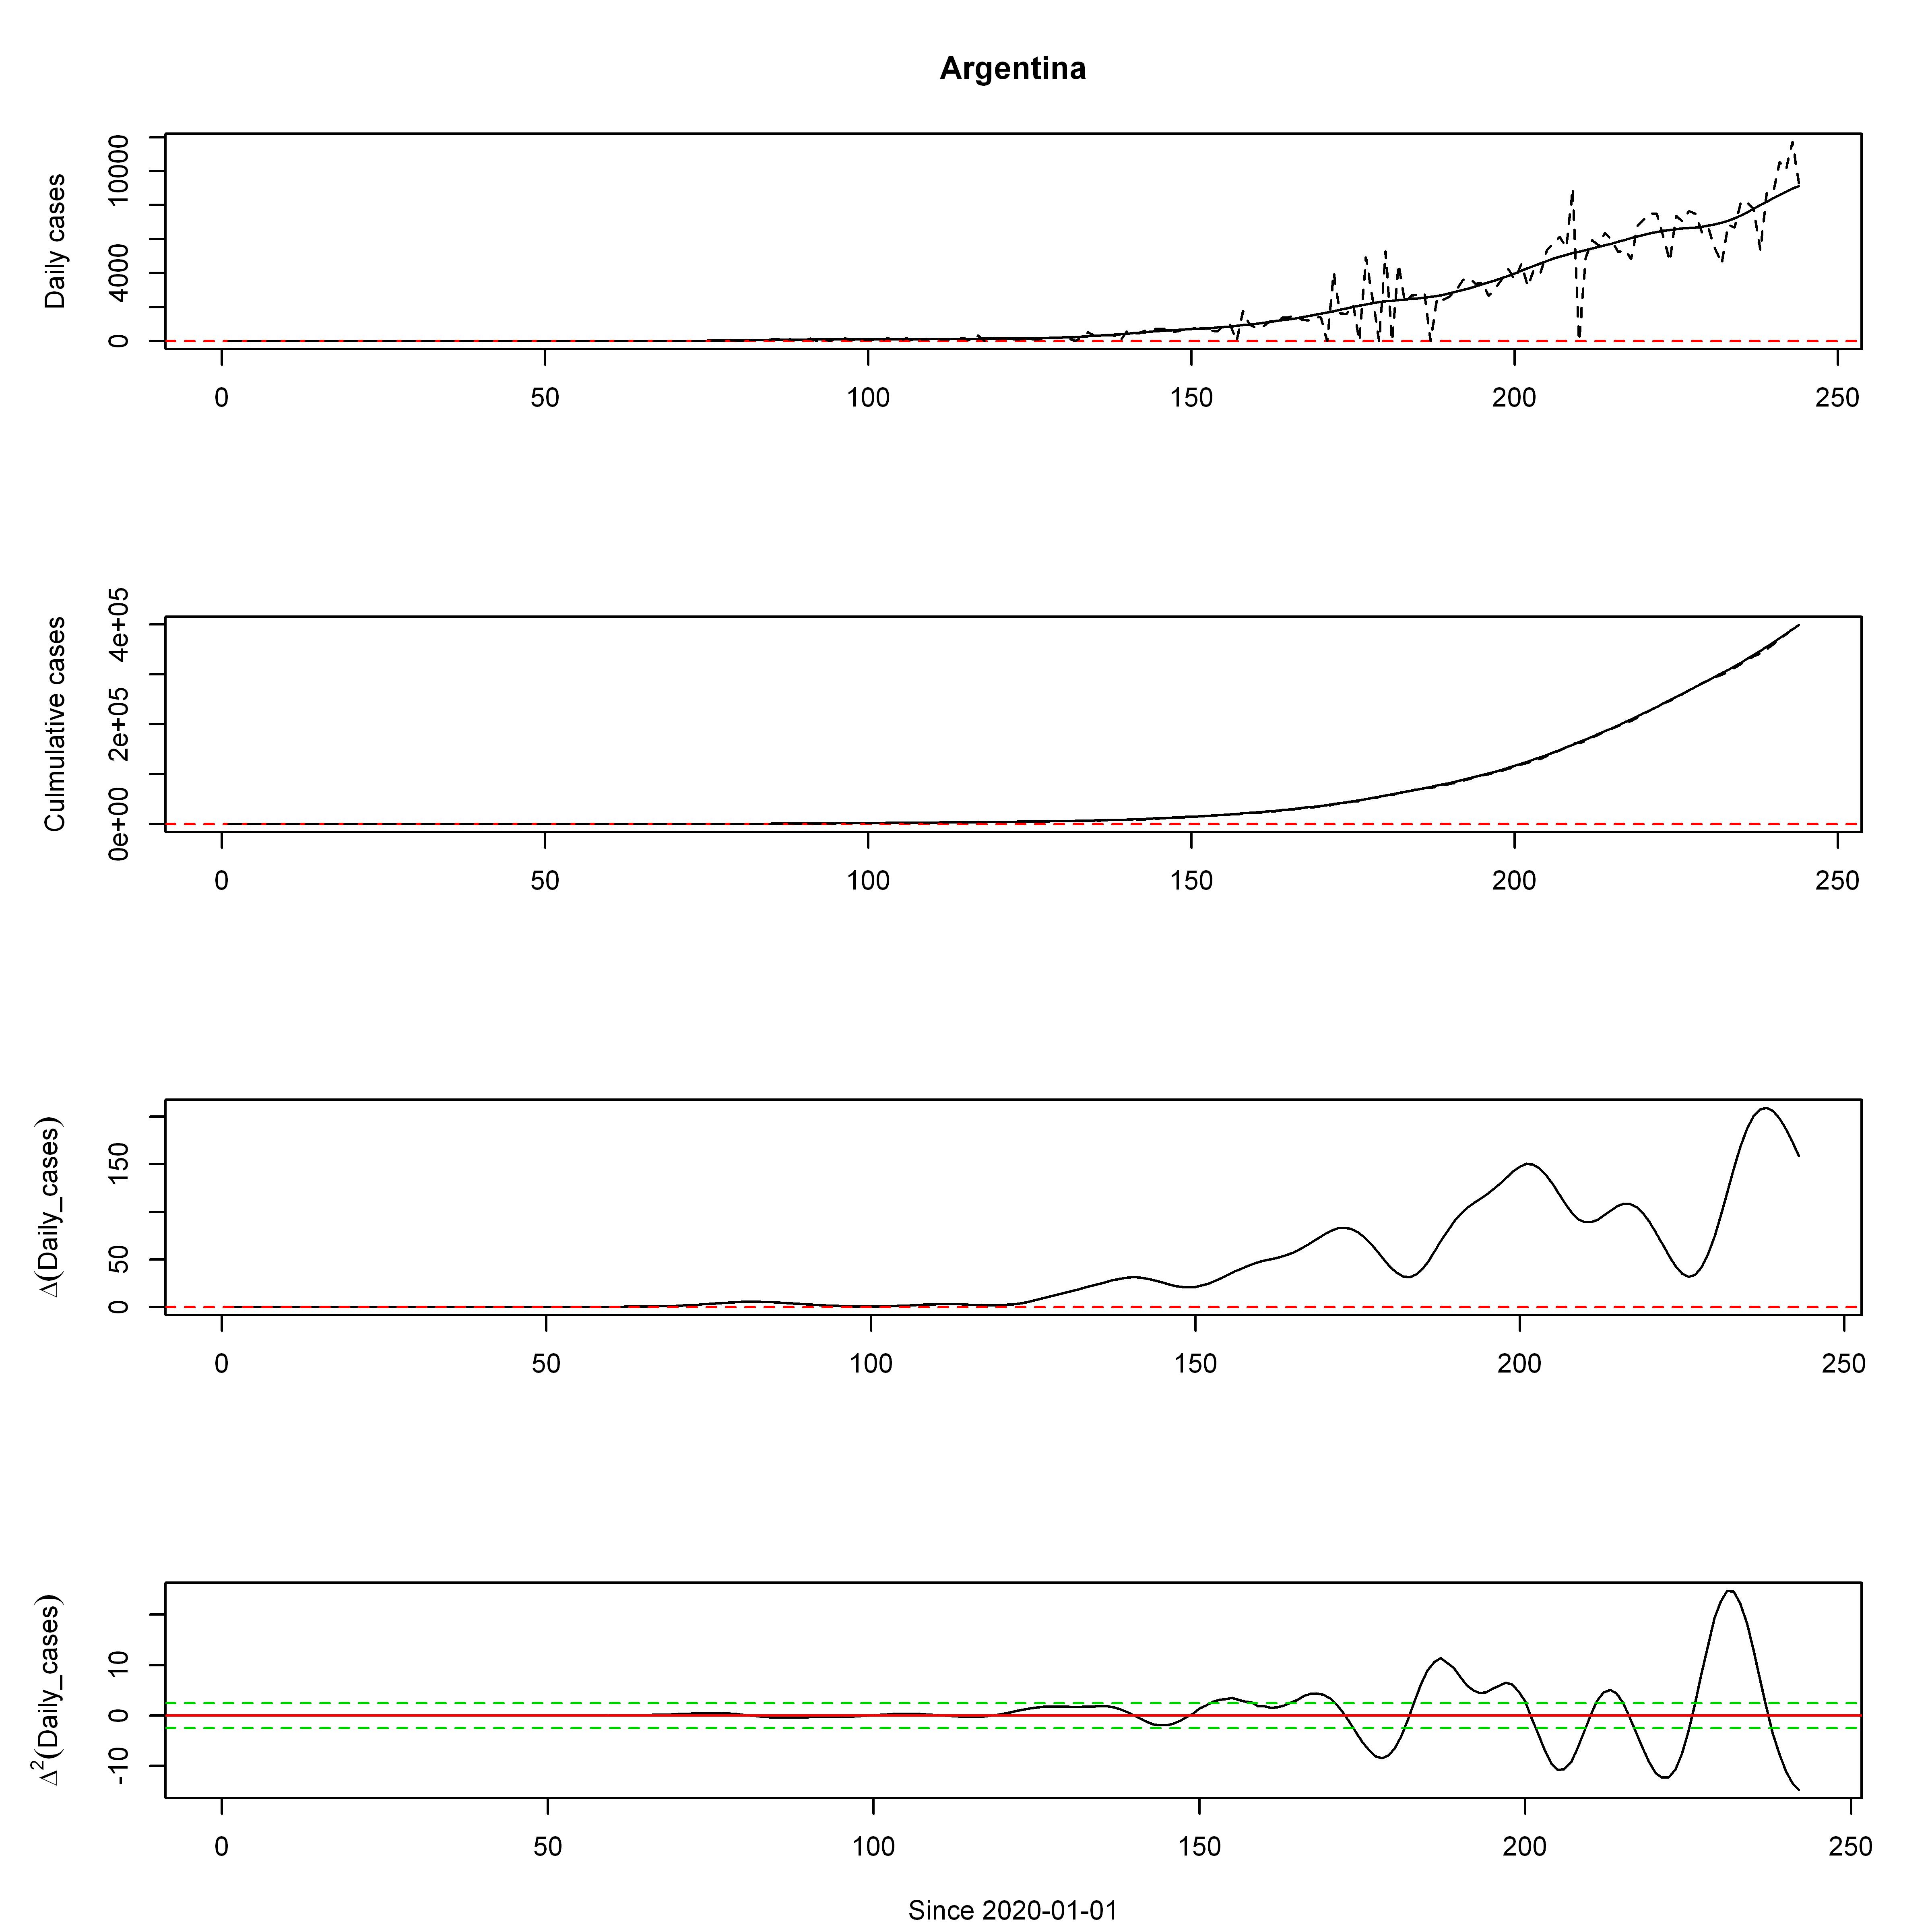 Argentina
Daily cases
0
4000
10000
0 50 100 150 200 250
Culmulative cases
0e+00
2e+05
4e+05
0 50 100 150 200 250
Δ(Daily_cases)
0
50
150
0 50 100 150 200 250
Δ²(Daily_cases)
-10
0
10
0 50 100 150 200 250
Since 2020-01-01